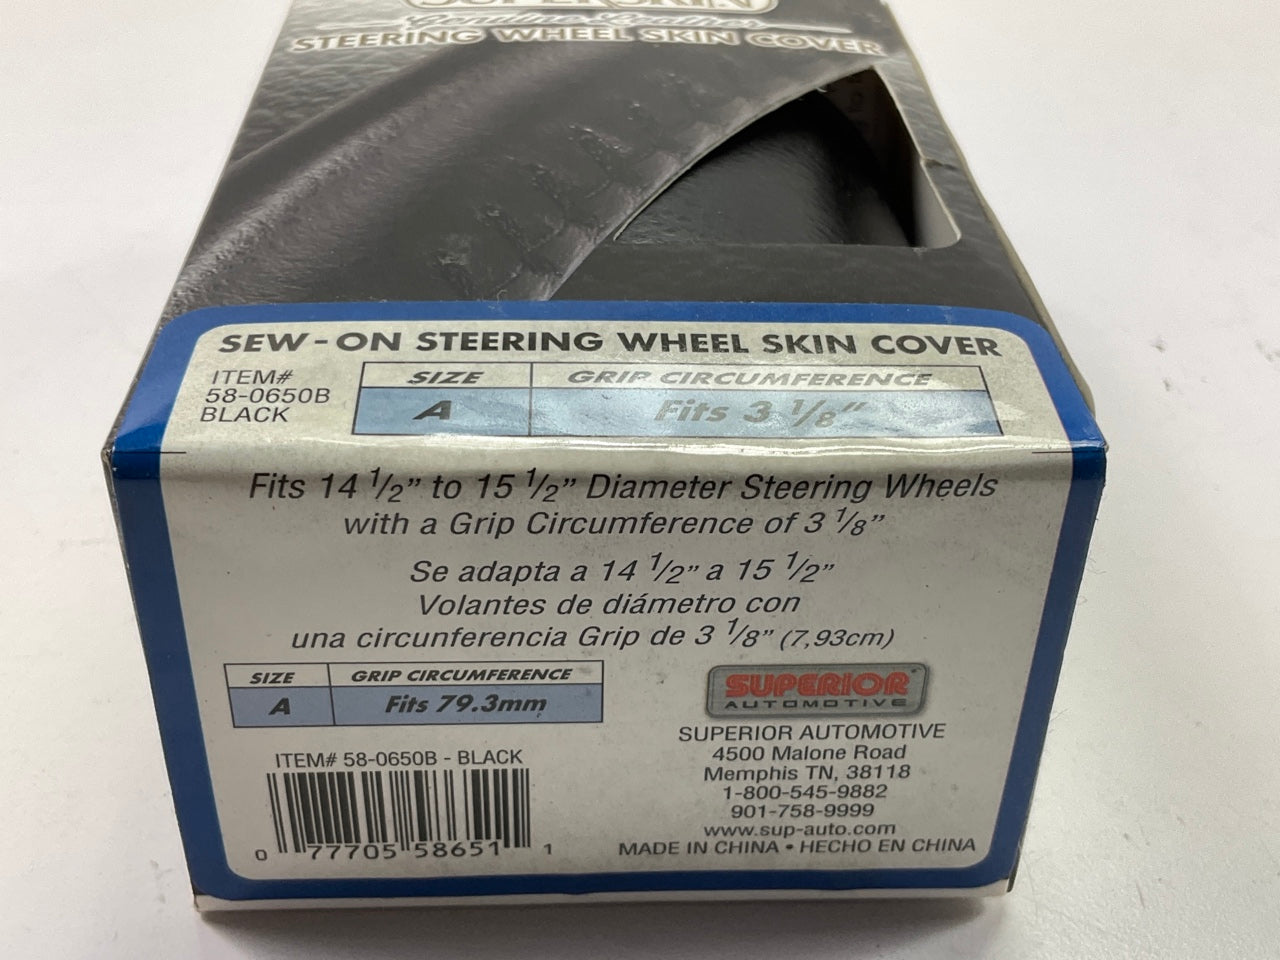 SUPERSKIN
Genuine Leather
STEERING WHEEL SKIN COVER
SEW-ON STEERING WHEEL SKIN COVER
ITEM#
58-0650B
BLACK
SIZE GRIP CIRCUMFERENCE
A Fits 3 1/8”
Fits 14 1/2” to 15 1/2” Diameter Steering Wheels
with a Grip Circumference of 3 1/8”
Se adapta a 14 1/2” a 15 1/2”
Volantes de diámetro con
una circunferencia Grip de 3 1/8” (7,93cm)
SIZE GRIP CIRCUMFERENCE
A Fits 79.3mm
ITEM# 58-0650B - BLACK
0 77705 58651 1
SUPERIOR
AUTOMOTIVE
SUPERIOR AUTOMOTIVE
4500 Malone Road
Memphis TN, 38118
1-800-545-9882
901-758-9999
www.sup-auto.com
MADE IN CHINA • HECHO EN CHINA